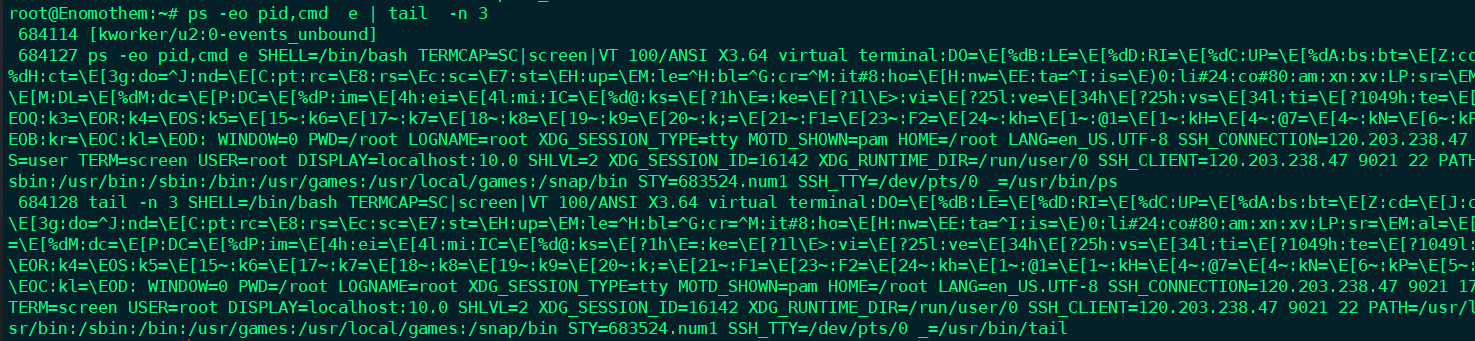 root@Enomothem:~# ps -eo pid,cmd  e | tail  -n 3
 684114 [kworker/u2:0-events_unbound]
 684127 ps -eo pid,cmd e SHELL=/bin/bash TERMCAP=SC|screen|VT 100/ANSI X3.64 virtual terminal:DO=\E[%dB:LE=\E[%dD:RI=\E[%dC:UP=\E[%dA:bs:bt=\E[Z:cd
%dH:ct=\E[3g:do=^J:nd=\E[C:pt:rc=\E8:rs=\Ec:sc=\E7:st=\EH:up=\EM:le=^H:bl=^G:cr=^M:it#8:ho=\E[H:nw=\EE:ta=^I:is=\E)0:li#24:co#80:am:xn:xv:LP:sr=\EM
\E[M:DL=\E[%dM:dc=\E[P:DC=\E[%dP:im=\E[4h:ei=\E[4l:mi:IC=\E[%d@:ks=\E[?1h\E=:ke=\E[?1l\E>:vi=\E[?25l:ve=\E[34h\E[?25h:vs=\E[34l:ti=\E[?1049h:te=\E[
EOQ:k3=\EOR:k4=\EOS:k5=\E[15~:k6=\E[17~:k7=\E[18~:k8=\E[19~:k9=\E[20~:k;=\E[21~:F1=\E[23~:F2=\E[24~:kh=\E[1~:@1=\E[1~:kH=\E[4~:@7=\E[4~:kN=\E[6~:kP
EOB:kr=\EOC:kl=\EOD: WINDOW=0 PWD=/root LOGNAME=root XDG_SESSION_TYPE=tty MOTD_SHOWN=pam HOME=/root LANG=en_US.UTF-8 SSH_CONNECTION=120.203.238.47
S=user TERM=screen USER=root DISPLAY=localhost:10.0 SHLVL=2 XDG_SESSION_ID=16142 XDG_RUNTIME_DIR=/run/user/0 SSH_CLIENT=120.203.238.47 9021 22 PATH
sbin:/usr/bin:/sbin:/bin:/usr/games:/usr/local/games:/snap/bin STY=683524.num1 SSH_TTY=/dev/pts/0 _=/usr/bin/ps
 684128 tail -n 3 SHELL=/bin/bash TERMCAP=SC|screen|VT 100/ANSI X3.64 virtual terminal:DO=\E[%dB:LE=\E[%dD:RI=\E[%dC:UP=\E[%dA:bs:bt=\E[Z:cd=\E[J:c
\E[3g:do=^J:nd=\E[C:pt:rc=\E8:rs=\Ec:sc=\E7:st=\EH:up=\EM:le=^H:bl=^G:cr=^M:it#8:ho=\E[H:nw=\EE:ta=^I:is=\E)0:li#24:co#80:am:xn:xv:LP:sr=\EM:al=\E[
=\E[%dM:dc=\E[P:DC=\E[%dP:im=\E[4h:ei=\E[4l:mi:IC=\E[%d@:ks=\E[?1h\E=:ke=\E[?1l\E>:vi=\E[?25l:ve=\E[34h\E[?25h:vs=\E[34l:ti=\E[?1049h:te=\E[?1049l:
\EOR:k4=\EOS:k5=\E[15~:k6=\E[17~:k7=\E[18~:k8=\E[19~:k9=\E[20~:k;=\E[21~:F1=\E[23~:F2=\E[24~:kh=\E[1~:@1=\E[1~:kH=\E[4~:@7=\E[4~:kN=\E[6~:kP=\E[5~:
\EOC:kl=\EOD: WINDOW=0 PWD=/root LOGNAME=root XDG_SESSION_TYPE=tty MOTD_SHOWN=pam HOME=/root LANG=en_US.UTF-8 SSH_CONNECTION=120.203.238.47 9021 17
TERM=screen USER=root DISPLAY=localhost:10.0 SHLVL=2 XDG_SESSION_ID=16142 XDG_RUNTIME_DIR=/run/user/0 SSH_CLIENT=120.203.238.47 9021 22 PATH=/usr/l
sr/bin:/sbin:/bin:/usr/games:/usr/local/games:/snap/bin STY=683524.num1 SSH_TTY=/dev/pts/0 _=/usr/bin/tail